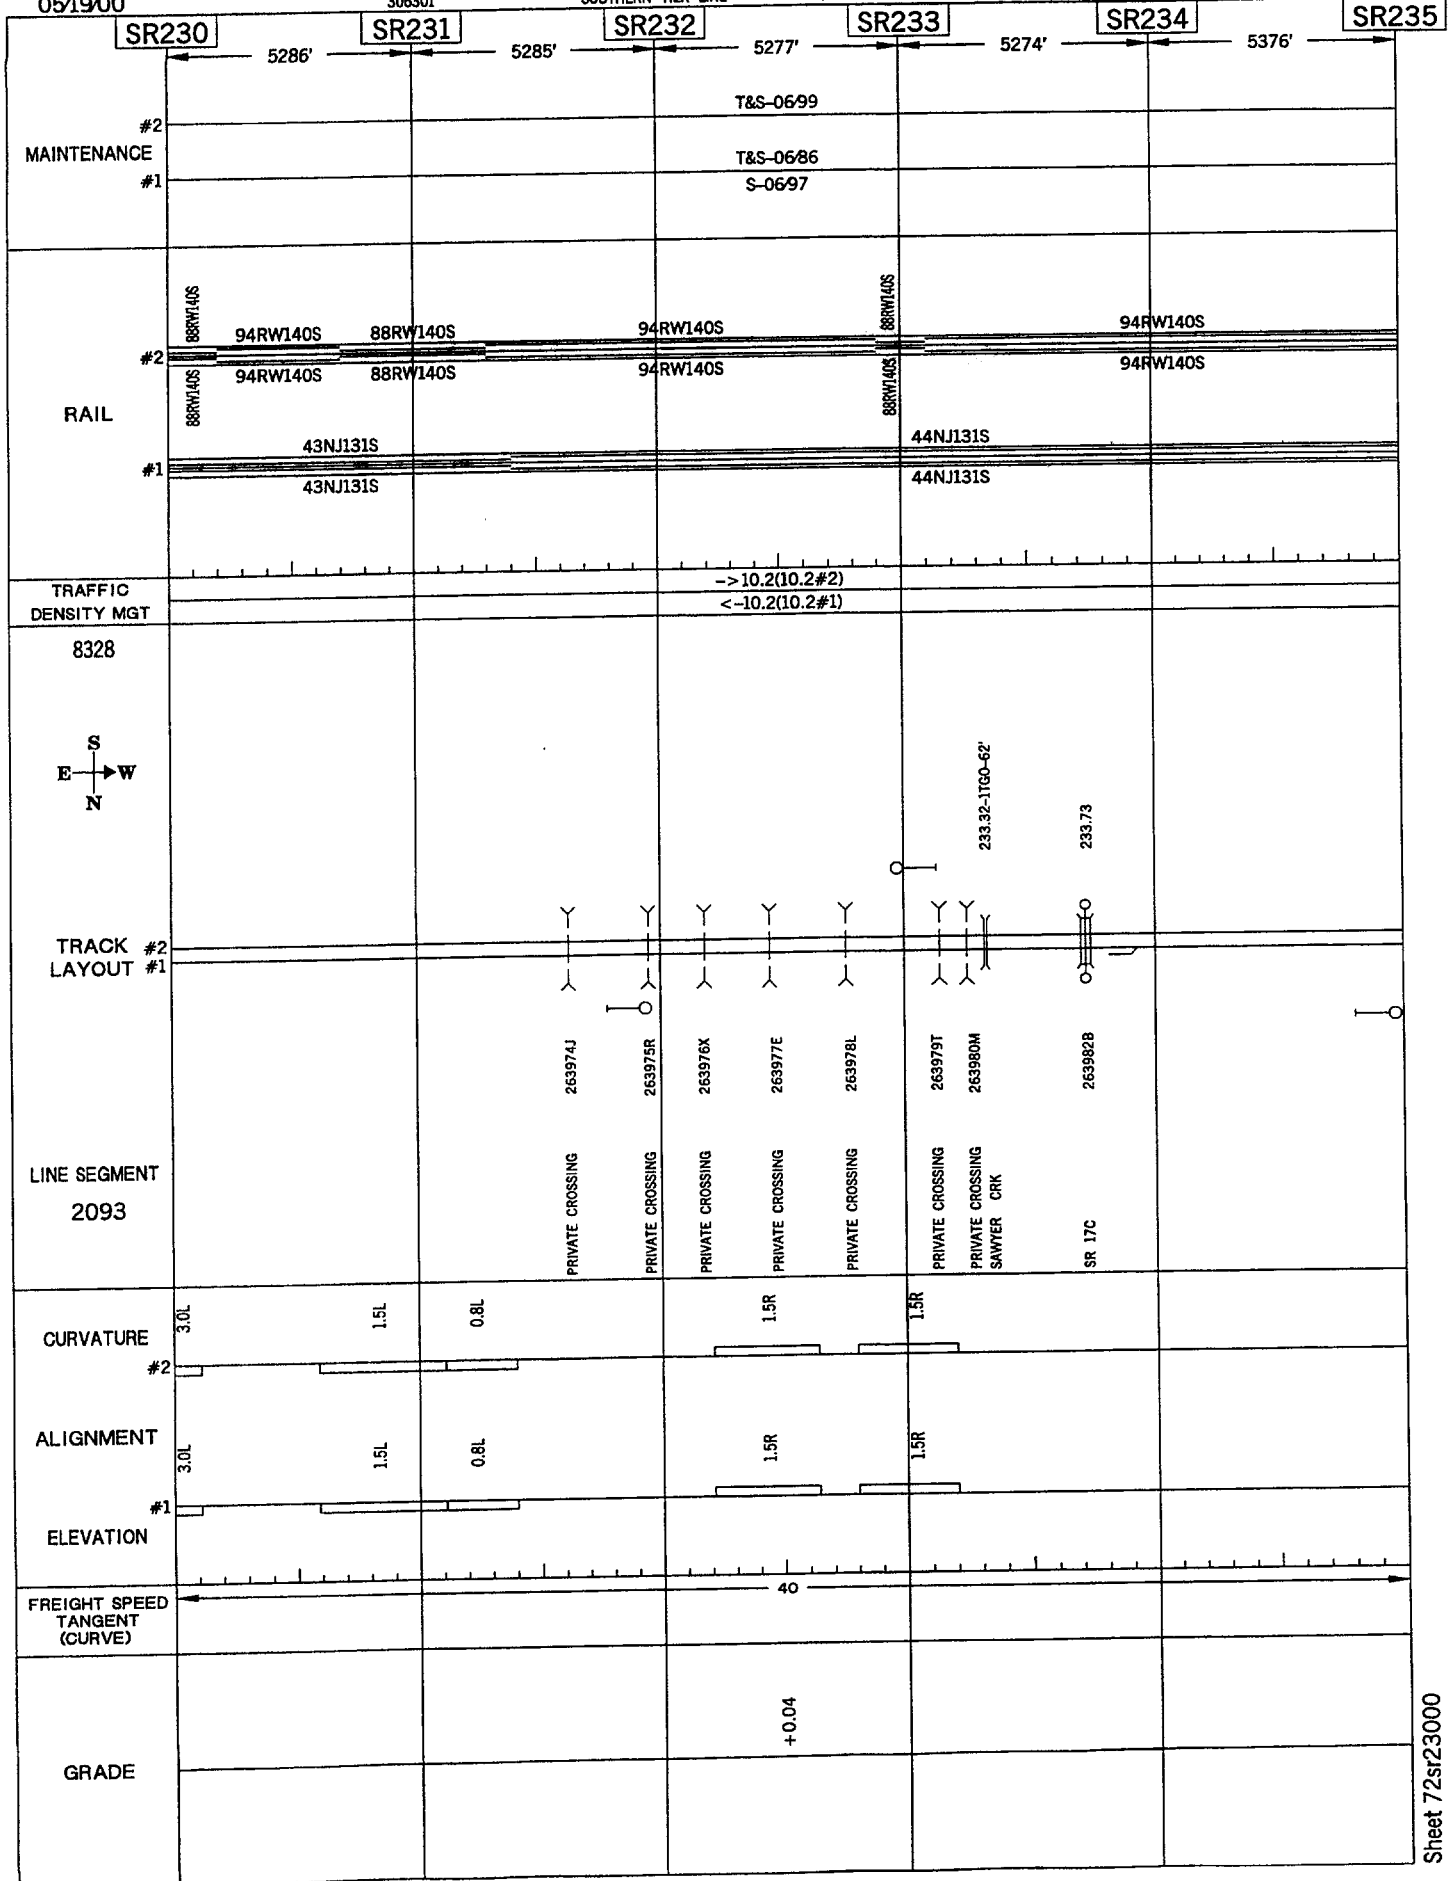 05/19/00
306301
SR230 SR231 SR232 SR233 SR234 SR235
5286' 5285' 5277' 5274' 5376'
T&S-06/99
#2
MAINTENANCE
T&S-06/86
#1
S-06/97
88RW140S 94RW140S 88RW140S 94RW140S 88RW140S 94RW140S
#2
88RW140S 94RW140S 88RW140S 94RW140S 88RW140S 94RW140S
RAIL
43NJ131S 44NJ131S
#1
43NJ131S 44NJ131S
TRAFFIC
DENSITY MGT
->10.2(10.2#2)
<-10.2(10.2#1)
8328
S
E W
N
233.32-1TGO-62'
233.73
TRACK #2
LAYOUT #1
263974J
263975R
263976X
263977E
263978L
263979T
263980M
263982B
LINE SEGMENT
2093
PRIVATE CROSSING
PRIVATE CROSSING
PRIVATE CROSSING
PRIVATE CROSSING
PRIVATE CROSSING
PRIVATE CROSSING
PRIVATE CROSSING
SAWYER CRK
SR 17C
CURVATURE
3.0L 1.5L 0.8L 1.5R 1.5R
#2
ALIGNMENT
3.0L 1.5L 0.8L 1.5R 1.5R
#1
ELEVATION
40
FREIGHT SPEED
TANGENT
(CURVE)
+0.04
GRADE
Sheet 72sr23000